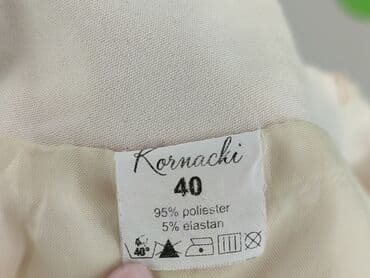 Kornacki
40
95% poliester
5% elastan
40°